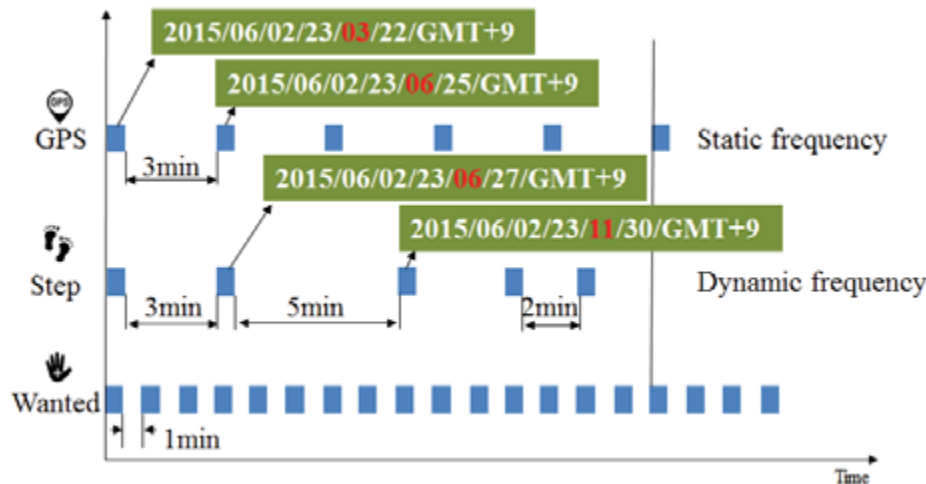 2015/06/02/23/03/22/GMT+9
2015/06/02/23/06/25/GMT+9
GPS
GPS
Static frequency
3min
2015/06/02/23/06/27/GMT+9
2015/06/02/23/11/30/GMT+9
Step
Dynamic frequency
3min
5min
2min
Wanted
1min
Time